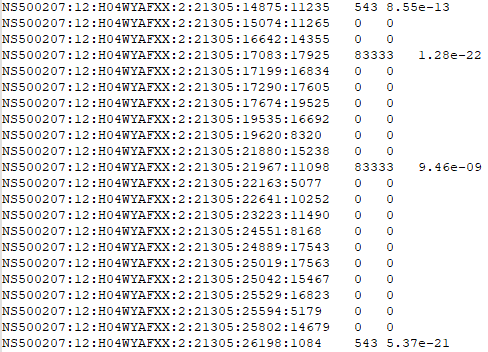 NS500207:12:H04WYAFXX:2:21305:14875:11235 543 8.55e-13
NS500207:12:H04WYAFXX:2:21305:15074:11265 0 0
NS500207:12:H04WYAFXX:2:21305:16642:14355 0 0
NS500207:12:H04WYAFXX:2:21305:17083:17925 83333 1.28e-22
NS500207:12:H04WYAFXX:2:21305:17199:16834 0 0
NS500207:12:H04WYAFXX:2:21305:17290:17605 0 0
NS500207:12:H04WYAFXX:2:21305:17674:19525 0 0
NS500207:12:H04WYAFXX:2:21305:19535:16692 0 0
NS500207:12:H04WYAFXX:2:21305:19620:8320 0 0
NS500207:12:H04WYAFXX:2:21305:21880:15238 0 0
NS500207:12:H04WYAFXX:2:21305:21967:11098 83333 9.46e-09
NS500207:12:H04WYAFXX:2:21305:22163:5077 0 0
NS500207:12:H04WYAFXX:2:21305:22641:10252 0 0
NS500207:12:H04WYAFXX:2:21305:23223:11490 0 0
NS500207:12:H04WYAFXX:2:21305:24551:8168 0 0
NS500207:12:H04WYAFXX:2:21305:24889:17543 0 0
NS500207:12:H04WYAFXX:2:21305:25019:17563 0 0
NS500207:12:H04WYAFXX:2:21305:25042:15467 0 0
NS500207:12:H04WYAFXX:2:21305:25529:16823 0 0
NS500207:12:H04WYAFXX:2:21305:25594:5179 0 0
NS500207:12:H04WYAFXX:2:21305:25802:14679 0 0
NS500207:12:H04WYAFXX:2:21305:26198:1084 543 5.37e-21